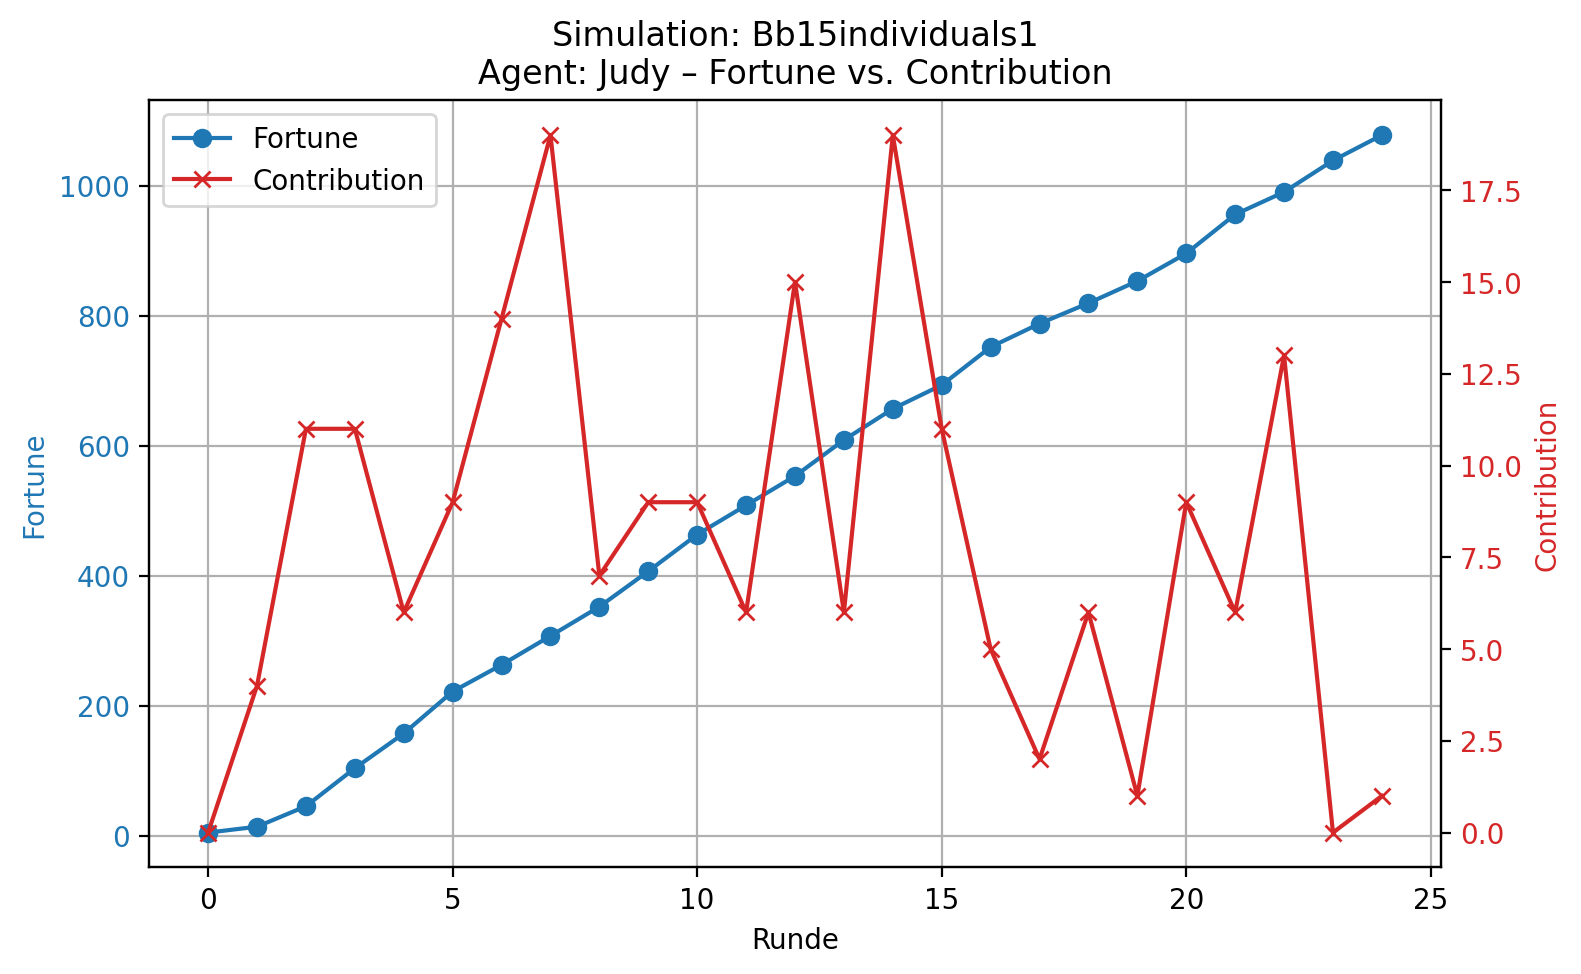 Simulation: Bb15individuals1
Agent: Judy – Fortune vs. Contribution
Fortune
Contribution
1000
800
600
400
200
0
Fortune
17.5
15.0
12.5
10.0
7.5
5.0
2.5
0.0
Contribution
0 5 10 15 20 25
Runde